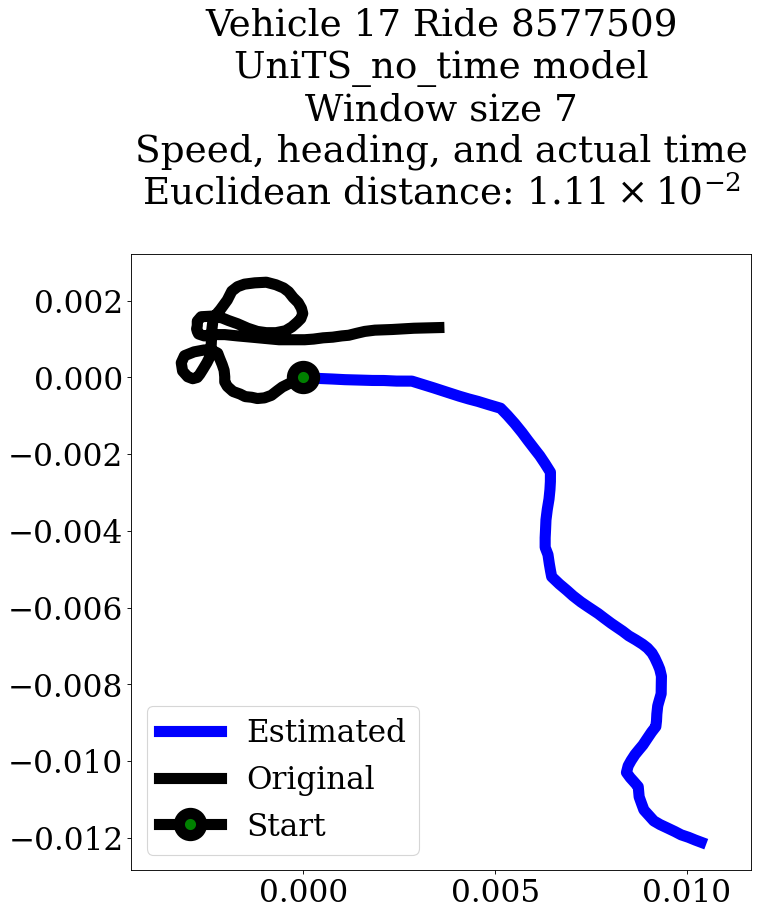 Vehicle 17 Ride 8577509
UniTS_no_time model
Window size 7
Speed, heading, and actual time
Euclidean distance: 1.11 × 10⁻²
0.002
0.000
−0.002
−0.004
−0.006
−0.008
−0.010
−0.012
Estimated
Original
Start
0.000 0.005 0.010